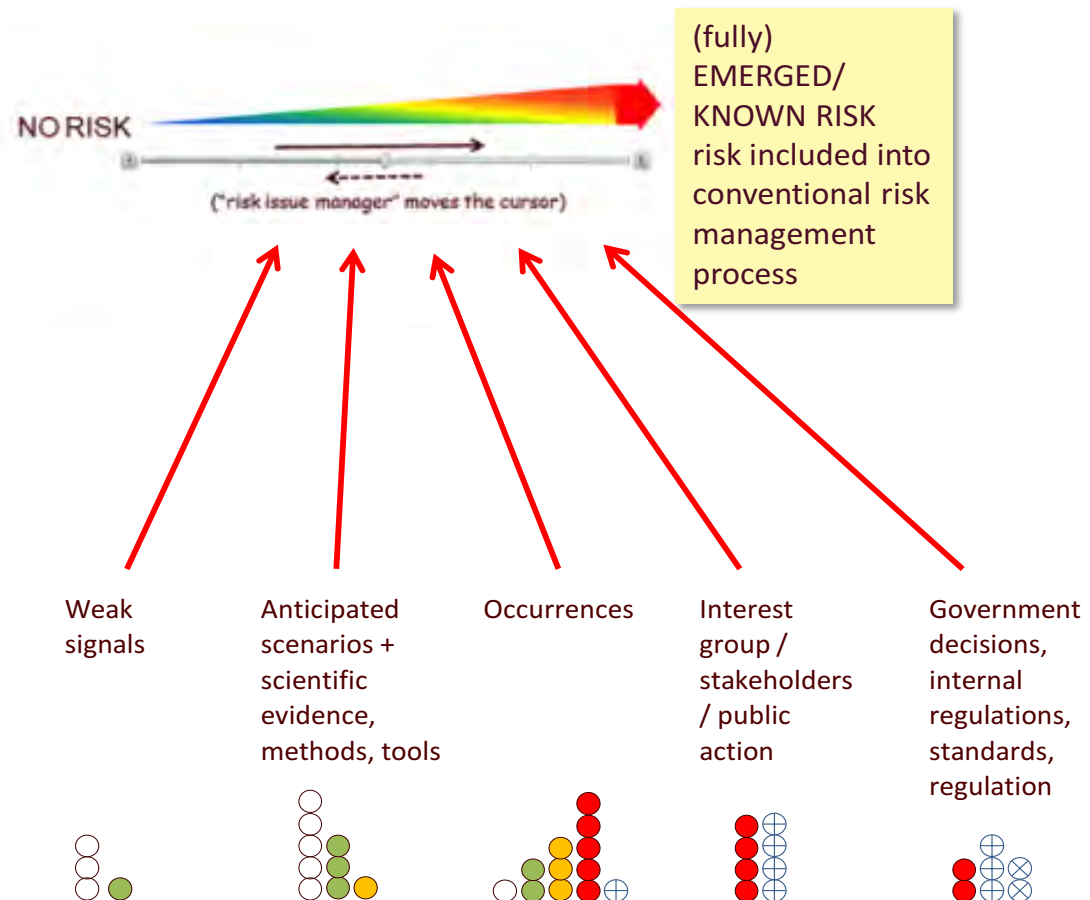 (fully)
EMERGED/
KNOWN RISK
risk included into
conventional risk
management
process
NO RISK
("risk issue manager" moves the cursor)
Weak
signals
Anticipated
scenarios +
scientific
evidence,
methods, tools
Occurrences
Interest
group /
stakeholders
/ public
action
Government
decisions,
internal
regulations,
standards,
regulation